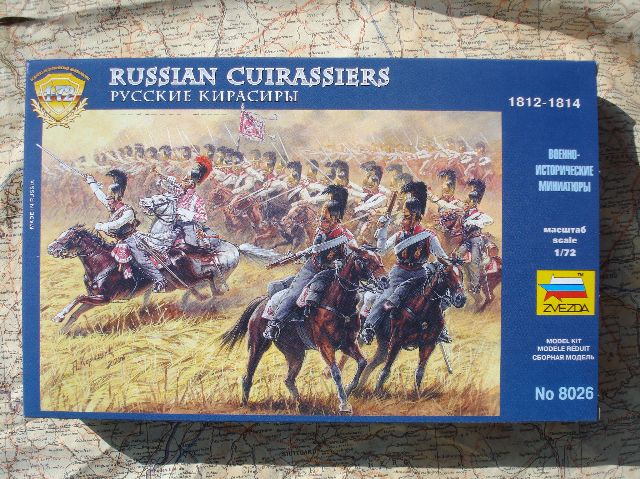 RUSSIAN CUIRASSIERS
РУССКИЕ КИРАСИРЫ
1812-1814
1:72
ВОЕННО-
ИСТОРИЧЕСКИЕ
МИНИАТЮРЫ
масштаб
scale
1/72
MADE IN RUSSIA
ZVEZDA
MODEL KIT
MODELE REDUIT
СБОРНАЯ МОДЕЛЬ
No 8026